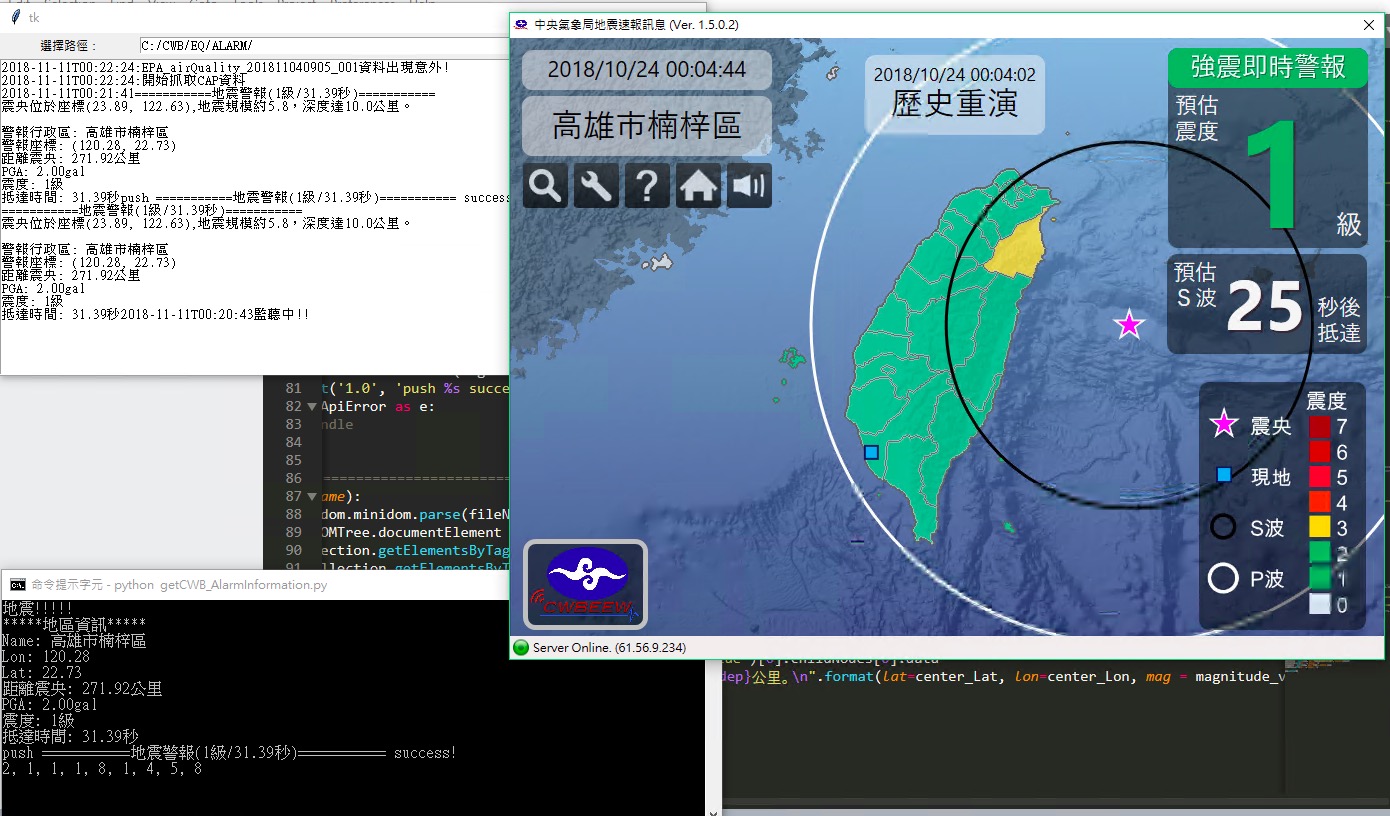 tk
選擇路徑：
C:/CWB/EQ/ALARM/
2018-11-11T00:22:24:EPA_airQuality_201811040905_001資料出現意外!
2018-11-11T00:22:24:開始抓取CAP資料
2018-11-11T00:21:41===========地震警報(1級/31.39秒)===========
震央位於座標(23.89, 122.63),地震規模約5.8，深度達10.0公里。
警報行政區: 高雄市楠梓區
警報座標: (120.28, 22.73)
距離震央: 271.92公里
PGA: 2.00gal
震度: 1級
抵達時間: 31.39秒push ===========地震警報(1級/31.39秒)=========== success
===========地震警報(1級/31.39秒)===========
震央位於座標(23.89, 122.63),地震規模約5.8，深度達10.0公里。
警報行政區: 高雄市楠梓區
警報座標: (120.28, 22.73)
距離震央: 271.92公里
PGA: 2.00gal
震度: 1級
抵達時間: 31.39秒2018-11-11T00:20:43監聽中!!
81 t('1.0', 'push %s succe
82 ApiError as e:
83 ndle
84
85
86 =======================
87 ame):
88 dom.minidom.parse(fileN
89 OMTree.documentElement
90 ection.getElementsByTag
91 llection.getElementsByT
命令提示字元 - python getCWB_AlarmInformation.py
地震!!!!!
*****地區資訊*****
Name: 高雄市楠梓區
Lon: 120.28
Lat: 22.73
距離震央: 271.92公里
PGA: 2.00gal
震度: 1級
抵達時間: 31.39秒
push ===========地震警報(1級/31.39秒)=========== success!
2, 1, 1, 1, 8, 1, 4, 5, 8
中央氣象局地震速報訊息 (Ver. 1.5.0.2)
2018/10/24 00:04:44
高雄市楠梓區
2018/10/24 00:04:02
歷史重演
強震即時警報
預估
震度
1
級
預估
S波
25
秒後
抵達
震度
震央
現地
S波
P波
7
6
5
4
3
2
1
0
CWBEEW
Server Online. (61.56.9.234)
dep}公里。\n".format(lat=center_Lat, lon=center_Lon, mag = magnitude_v